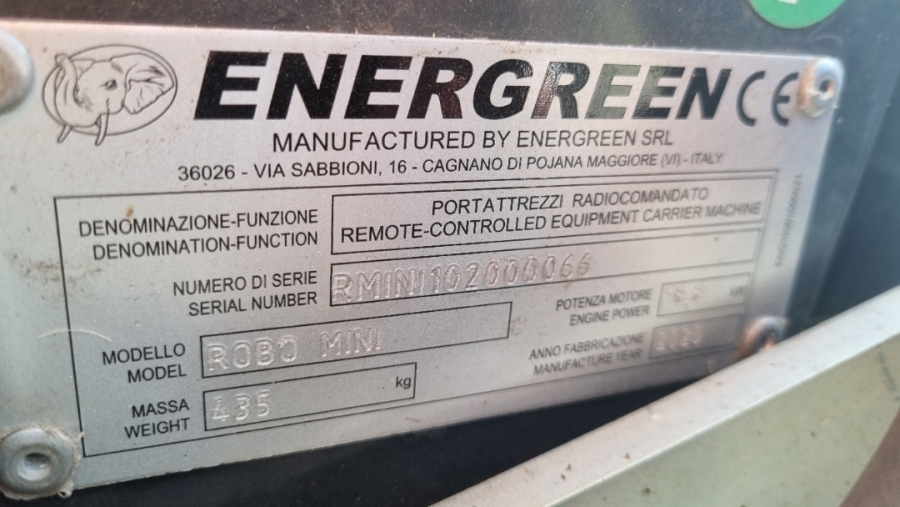 ENERGREEN CE
MANUFACTURED BY ENERGREEN SRL
36026 - VIA SABBIONI, 16 - CAGNANO DI POJANA MAGGIORE (VI) - ITALY
DENOMINAZIONE-FUNZIONE
DENOMINATION-FUNCTION
PORTATTREZZI RADIOCOMANDATO
REMOTE-CONTROLLED EQUIPMENT CARRIER MACHINE
NUMERO DI SERIE
SERIAL NUMBER
RMINI102000066
MODELLO
MODEL
ROBO MINI
POTENZA MOTORE
ENGINE POWER
kW
MASSA
WEIGHT
435 kg
ANNO FABBRICAZIONE
MANUFACTURE YEAR
2020